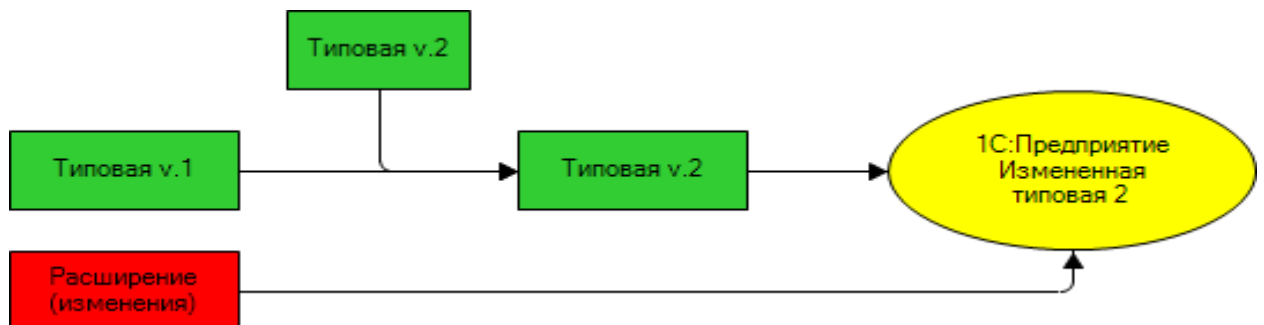 Типовая v.2
Типовая v.1
Типовая v.2
1С:Предприятие
Измененная
типовая 2
Расширение
(изменения)